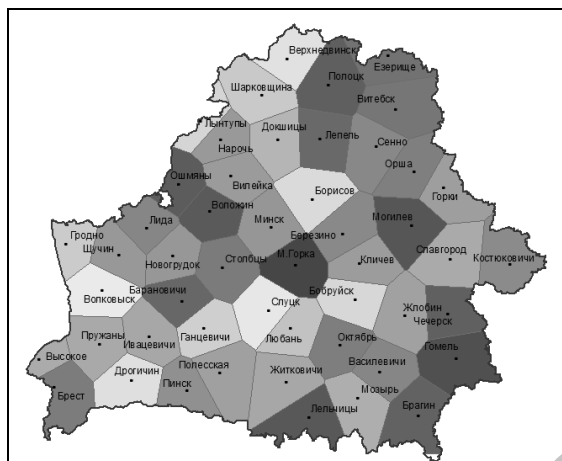 Верхнедвинск
Езерище
Полоцк
Шарковщина
Витебск
Лынтупы
Докшицы
Лепель
Нарочь
Сенно
Орша
Ошмяны
Вилейка
Борисов
Горки
Воложин
Лида
Минск
Могилев
Гродно
Березино
Щучин
Славгород
Костюковичи
Новогрудок
Столбцы
М.Горка
Кличев
Барановичи
Волковыск
Слуцк
Бобруйск
Жлобин
Чечерск
Пружаны
Ивацевичи
Ганцевичи
Любань
Октябрь
Гомель
Высокое
Полесская
Василевичи
Дрогичин
Пинск
Житковичи
Мозырь
Брест
Лельчицы
Брагин